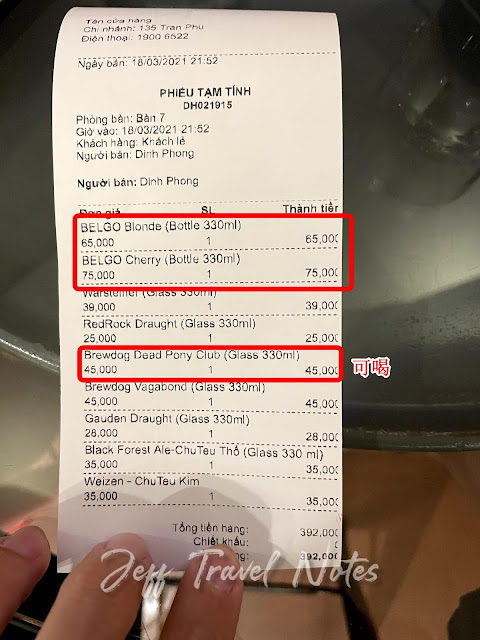 Tên cửa hàng
Chi nhánh: 135 Tran Phu
Điện thoại: 1900 6522
Ngày bán: 18/03/2021 21:52
PHIẾU TẠM TÍNH
DH021915
Phòng bàn: Bàn 7
Giờ vào: 18/03/2021 21:52
Khách hàng: Khách lẻ
Người bán: Dinh Phong
Người bán: Dinh Phong
Đơn giá SL Thành tiền
BELGO Blonde (Bottle 330ml)
65,000 1 65,000
BELGO Cherry (Bottle 330ml)
75,000 1 75,000
Warsteiner (Glass 330ml)
39,000 1 39,000
RedRock Draught (Glass 330ml)
25,000 1 25,000
Brewdog Dead Pony Club (Glass 330ml)
45,000 1 45,000
可喝
Brewdog Vagabond (Glass 330ml)
45,000 1 45,000
Gauden Draught (Glass 330ml)
28,000 1 28,000
Black Forest Ale-ChuTeu Thổ (Glass 330 ml)
35,000 1 35,000
Weizen - ChuTeu Kim
35,000 1 35,000
Tổng tiền hàng: 392,000
Chiết khấu:
392,000
Jeff Travel Notes